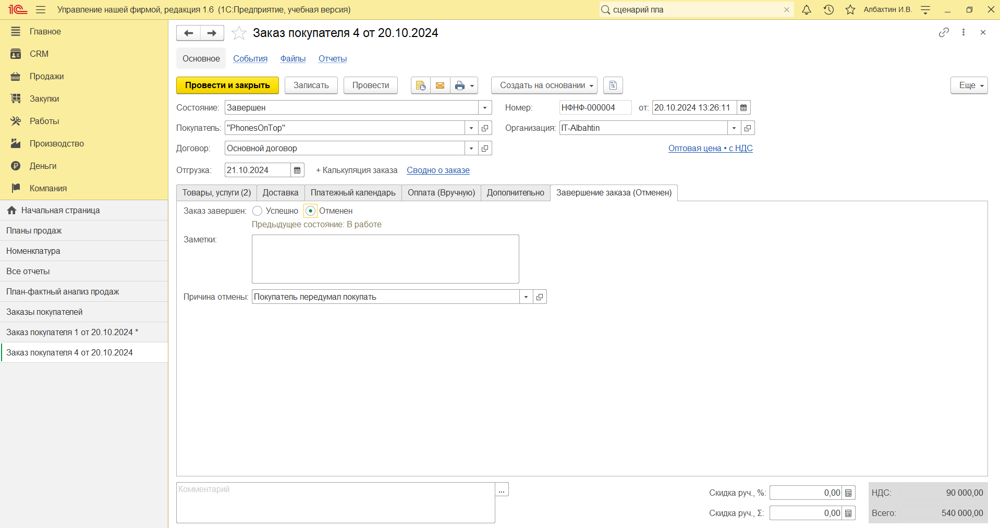 1С Управление нашей фирмой, редакция 1.6 (1С:Предприятие, учебная версия) сценарий пла Албахтин И.В.
Главное
CRM
Продажи
Закупки
Работы
Производство
Деньги
Компания
Начальная страница
Планы продаж
Номенклатура
Все отчеты
План-фактный анализ продаж
Заказы покупателей
Заказ покупателя 1 от 20.10.2024 *
Заказ покупателя 4 от 20.10.2024
Заказ покупателя 4 от 20.10.2024
Основное События Файлы Отчеты
Провести и закрыть Записать Провести Создать на основании Еще
Состояние: Завершен Номер: НФНФ-000004 от: 20.10.2024 13:26:11
Покупатель: "PhonesOnTop" Организация: IT-Albahtin
Договор: Основной договор Оптовая цена • с НДС
Отгрузка: 21.10.2024 + Калькуляция заказа Сводно о заказе
Товары, услуги (2) Доставка Платежный календарь Оплата (Вручную) Дополнительно Завершение заказа (Отменен)
Заказ завершен: Успешно Отменен
Предыдущее состояние: В работе
Заметки:
Причина отмены: Покупатель передумал покупать
Комментарий ...
Скидка руч., %: 0,00 НДС: 90 000,00
Скидка руч., Σ: 0,00 Всего: 540 000,00